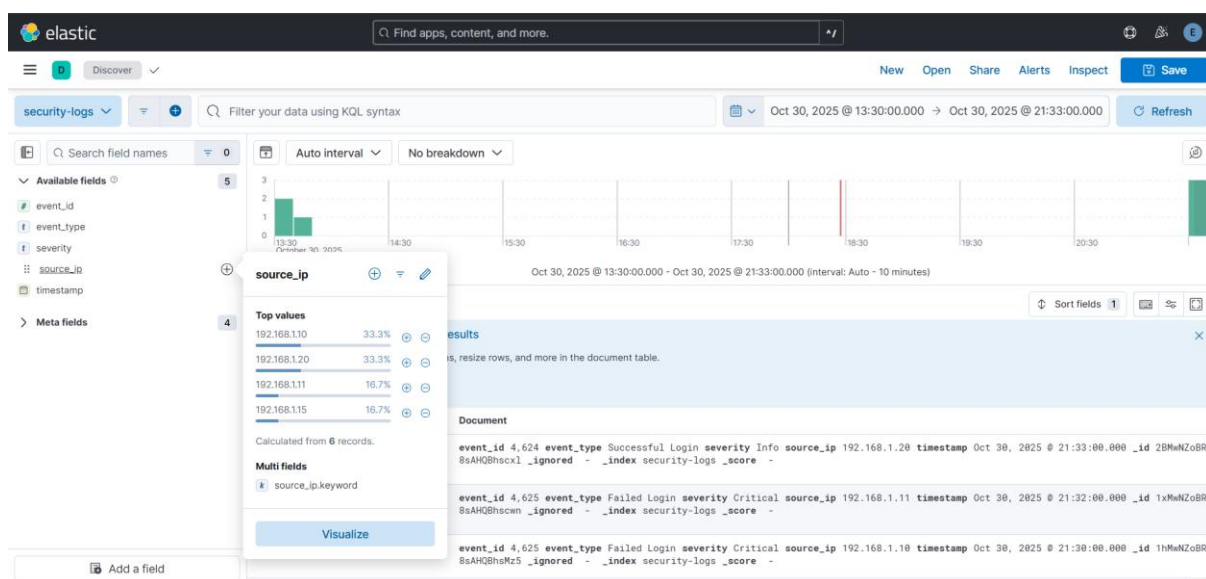 elastic
Find apps, content, and more.
^/
E
D
Discover
New
Open
Share
Alerts
Inspect
Save
security-logs
Filter your data using KQL syntax
Oct 30, 2025 @ 13:30:00.000 → Oct 30, 2025 @ 21:33:00.000
Refresh
Search field names
0
Auto interval
No breakdown
Available fields
5
event_id
event_type
severity
source_ip
timestamp
Meta fields
4
3
2
1
0
13:30
14:30
15:30
16:30
17:30
18:30
19:30
20:30
October 30, 2025
Oct 30, 2025 @ 13:30:00.000 - Oct 30, 2025 @ 21:33:00.000 (interval: Auto - 10 minutes)
source_ip
Top values
192.168.1.10 33.3%
192.168.1.20 33.3%
192.168.1.11 16.7%
192.168.1.15 16.7%
Calculated from 6 records.
Multi fields
k source_ip.keyword
Visualize
Sort fields 1
resize rows, and more in the document table.
Document
event_id 4,624 event_type Successful Login severity Info source_ip 192.168.1.20 timestamp Oct 30, 2025 @ 21:33:00.000 _id 2BMwNZoBR
8sAHQBhscxl _ignored - _index security-logs _score -
event_id 4,625 event_type Failed Login severity Critical source_ip 192.168.1.11 timestamp Oct 30, 2025 @ 21:32:00.000 _id 1xMwNZoBR
8sAHQBhscwn _ignored - _index security-logs _score -
event_id 4,625 event_type Failed Login severity Critical source_ip 192.168.1.10 timestamp Oct 30, 2025 @ 21:30:00.000 _id 1hMwNZoBR
8sAHQBhsMz5 _ignored - _index security-logs _score -
Add a field